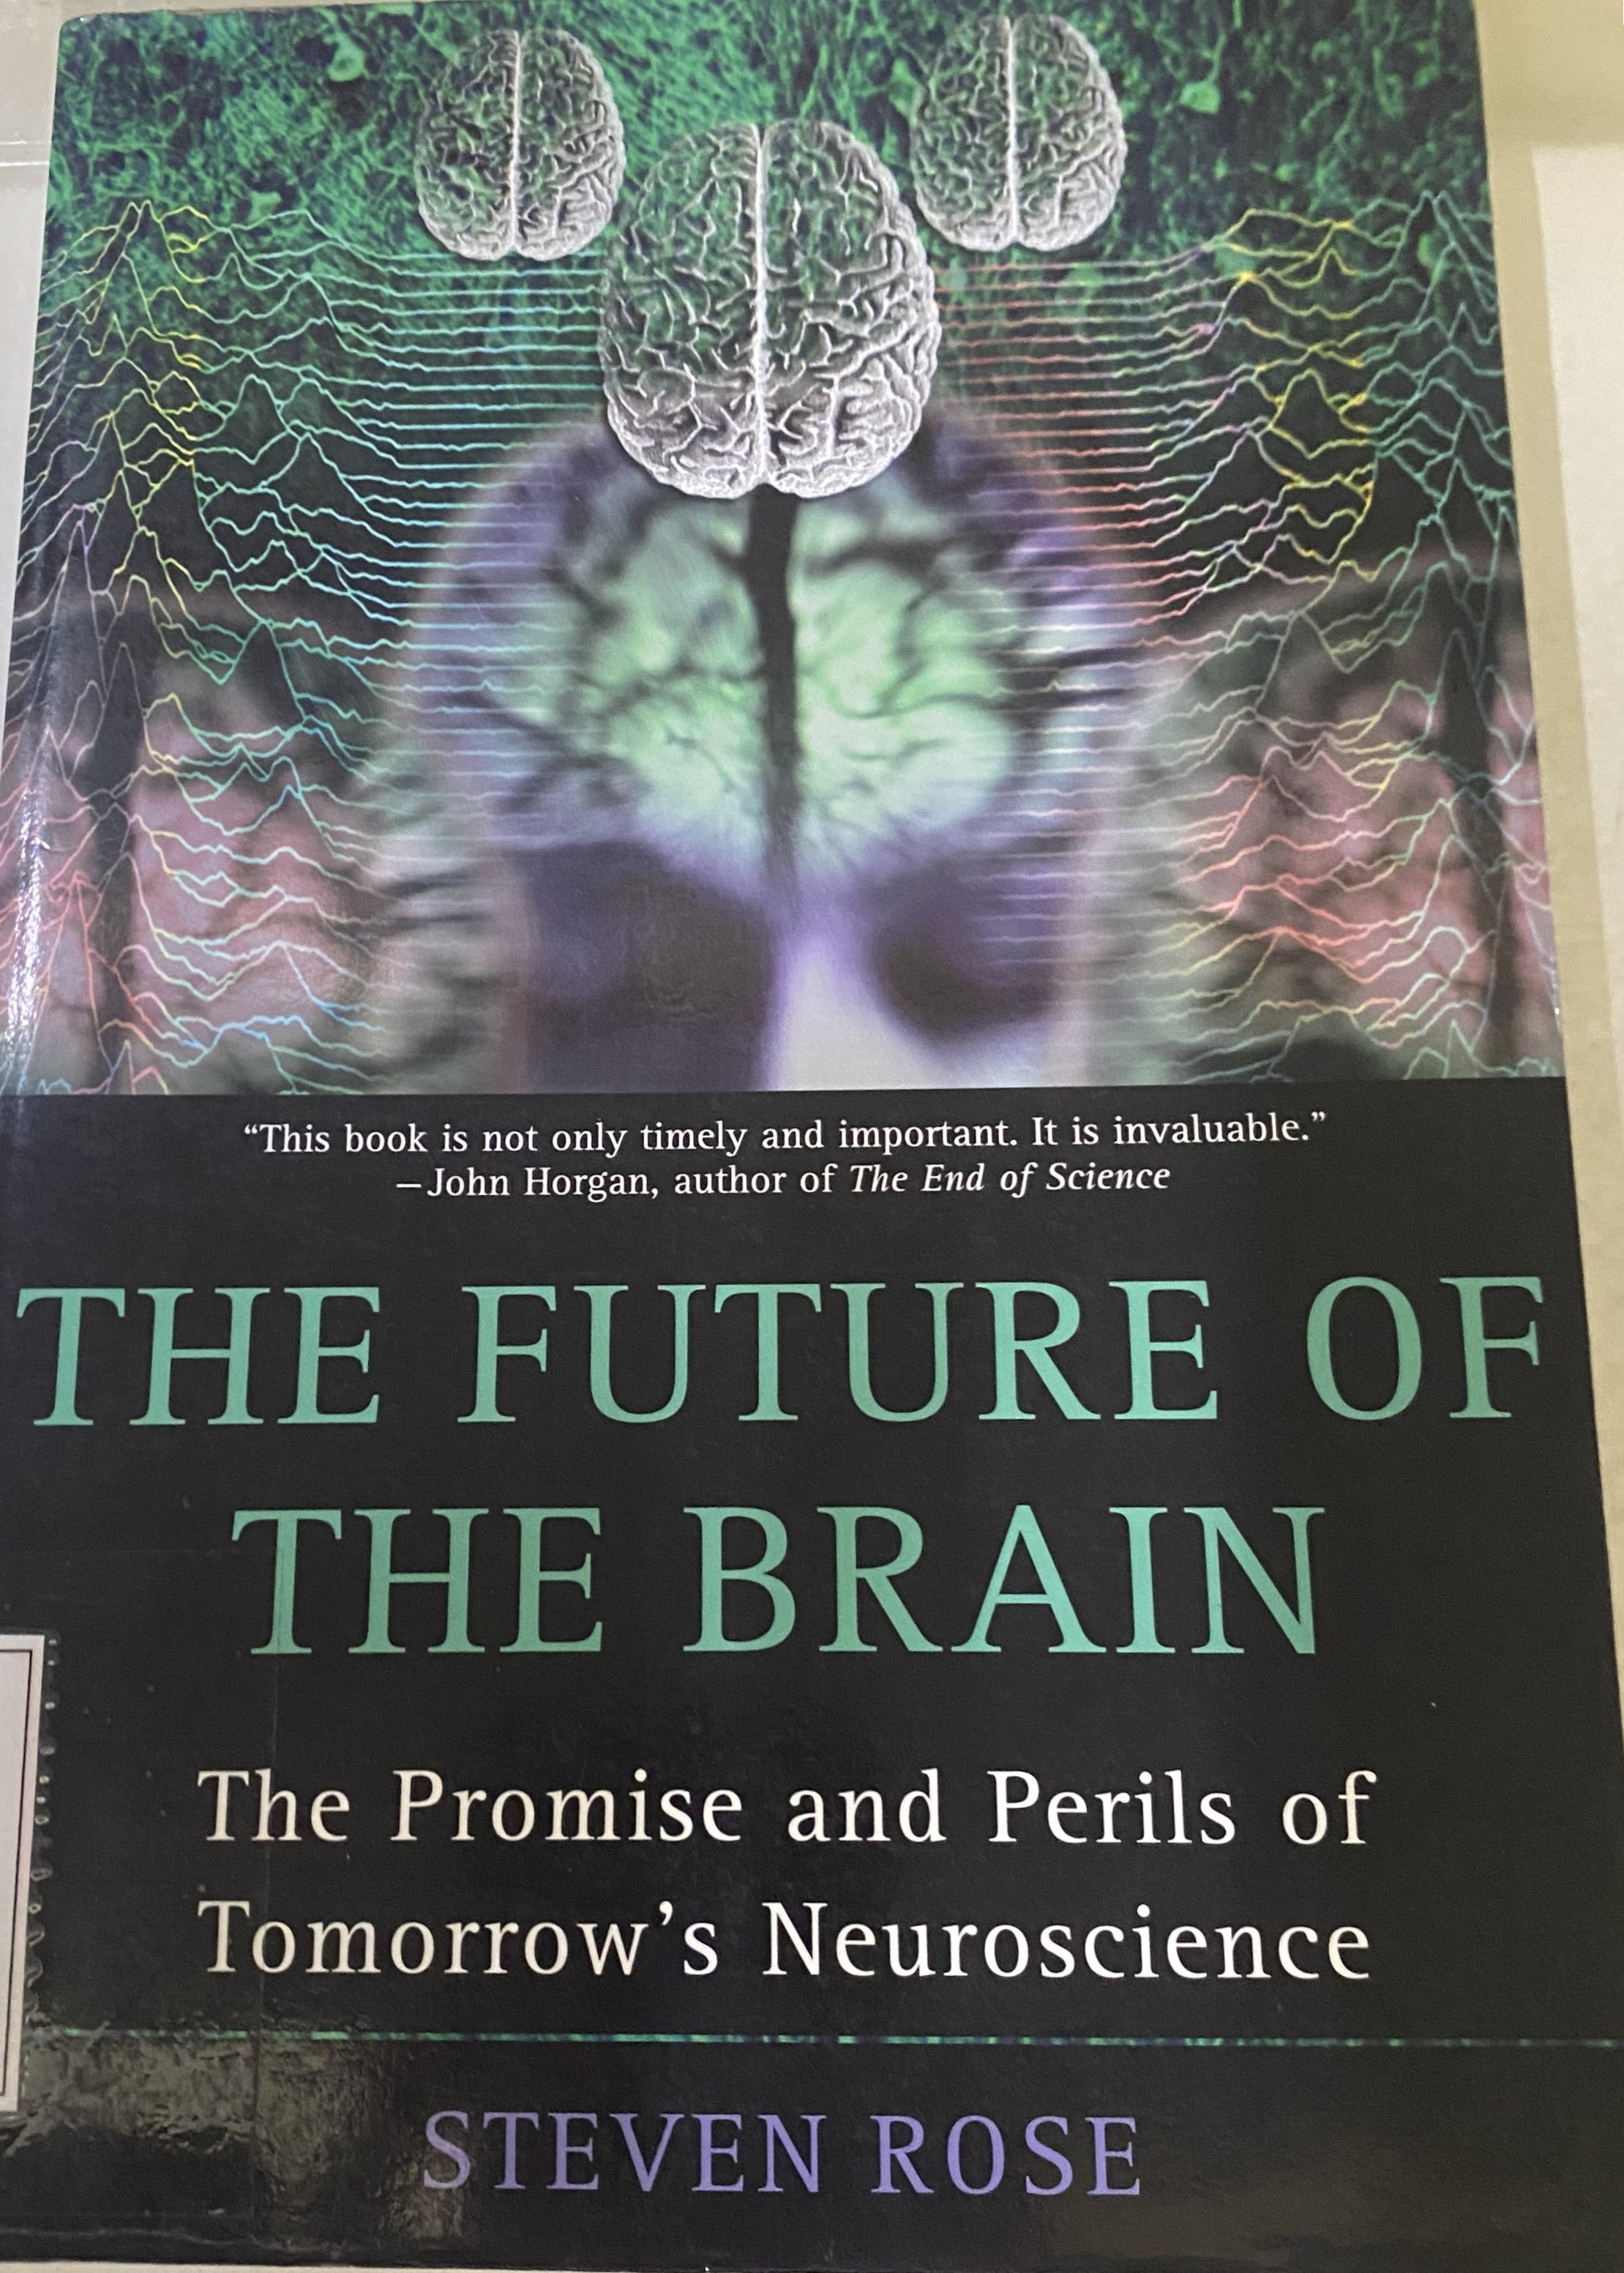 “This book is not only timely and important. It is invaluable.”
—John Horgan, author of The End of Science
THE FUTURE OF
THE BRAIN
The Promise and Perils of
Tomorrow’s Neuroscience
STEVEN ROSE